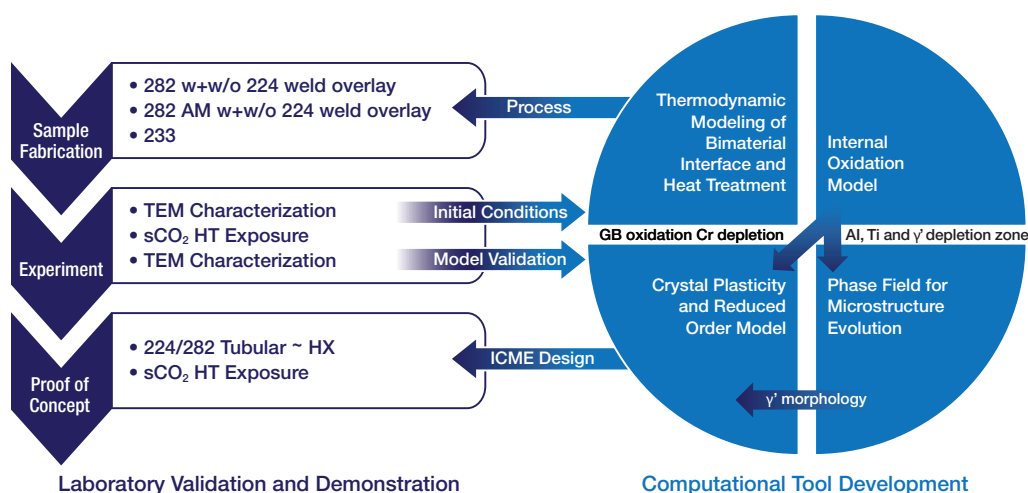 Sample
Fabrication
• 282 w+w/o 224 weld overlay
• 282 AM w+w/o 224 weld overlay
• 233
Process
Thermodynamic
Modeling of
Bimaterial
Interface and
Heat Treatment
Internal
Oxidation
Model
Experiment
• TEM Characterization
• sCO₂ HT Exposure
• TEM Characterization
Initial Conditions
Model Validation
GB oxidation Cr depletion
Al, Ti and γ' depletion zone
Crystal Plasticity
and Reduced
Order Model
Phase Field for
Microstructure
Evolution
Proof of
Concept
• 224/282 Tubular ~ HX
• sCO₂ HT Exposure
ICME Design
γ' morphology
Laboratory Validation and Demonstration
Computational Tool Development